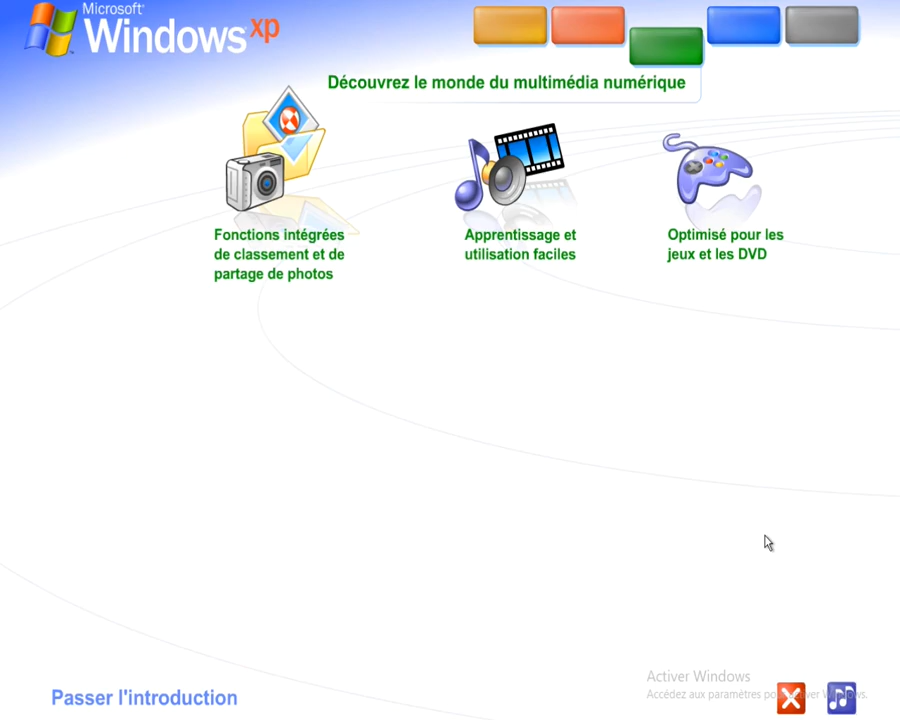 Microsoft®
Windows xp
Découvrez le monde du multimédia numérique
Fonctions intégrées
de classement et de
partage de photos
Apprentissage et
utilisation faciles
Optimisé pour les
jeux et les DVD
Activer Windows
Accédez aux paramètres
Passer l'introduction